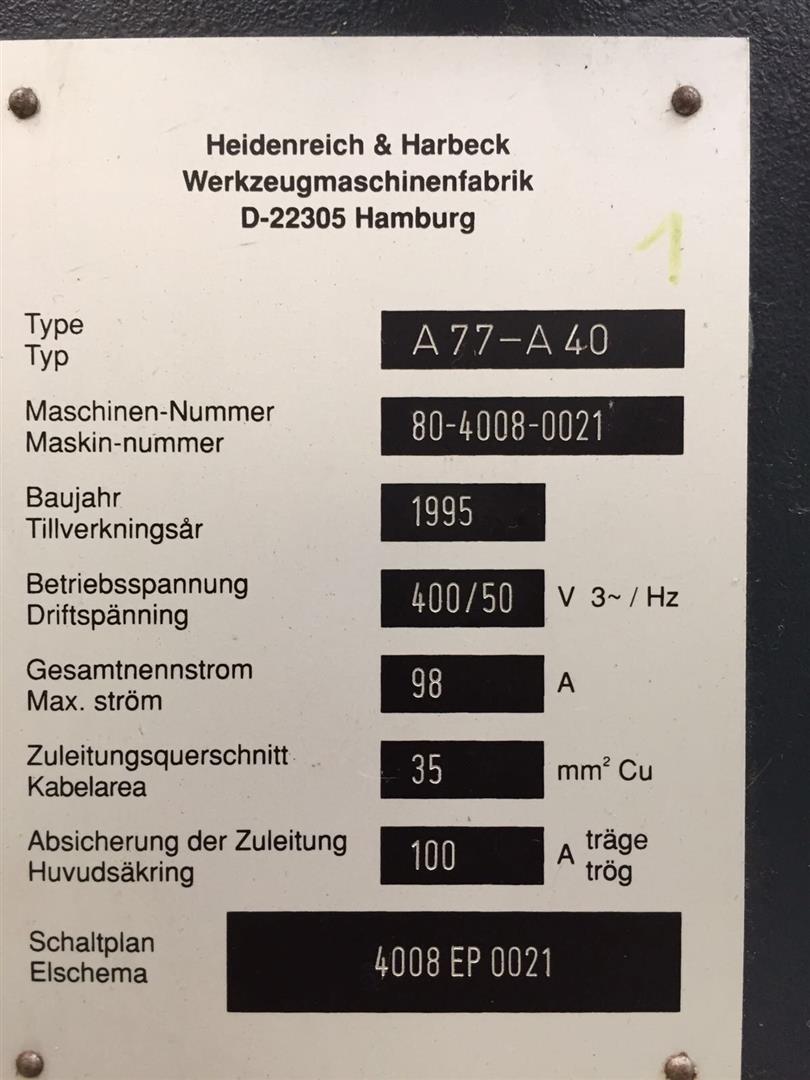 Heidenreich & Harbeck
Werkzeugmaschinenfabrik
D-22305 Hamburg
1
Type
Typ
A77-A40
Maschinen-Nummer
Maskin-nummer
80-4008-0021
Baujahr
Tillverkningsår
1995
Betriebsspannung
Driftspänning
400/50 V 3~ / Hz
Gesamtnennstrom
Max. ström
98 A
Zuleitungsquerschnitt
Kabelarea
35 mm² Cu
Absicherung der Zuleitung
Huvudsäkring
100 A träge
trög
Schaltplan
Elschema
4008 EP 0021